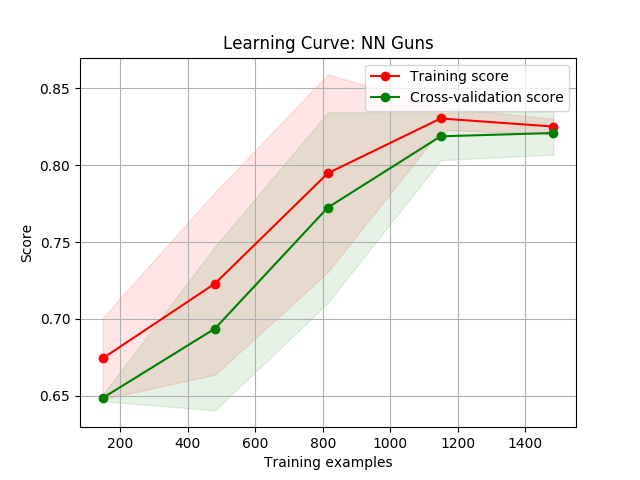 Learning Curve: NN Guns
Training score
Cross-validation score
0.85
0.80
0.75
0.70
0.65
Score
200 400 600 800 1000 1200 1400
Training examples